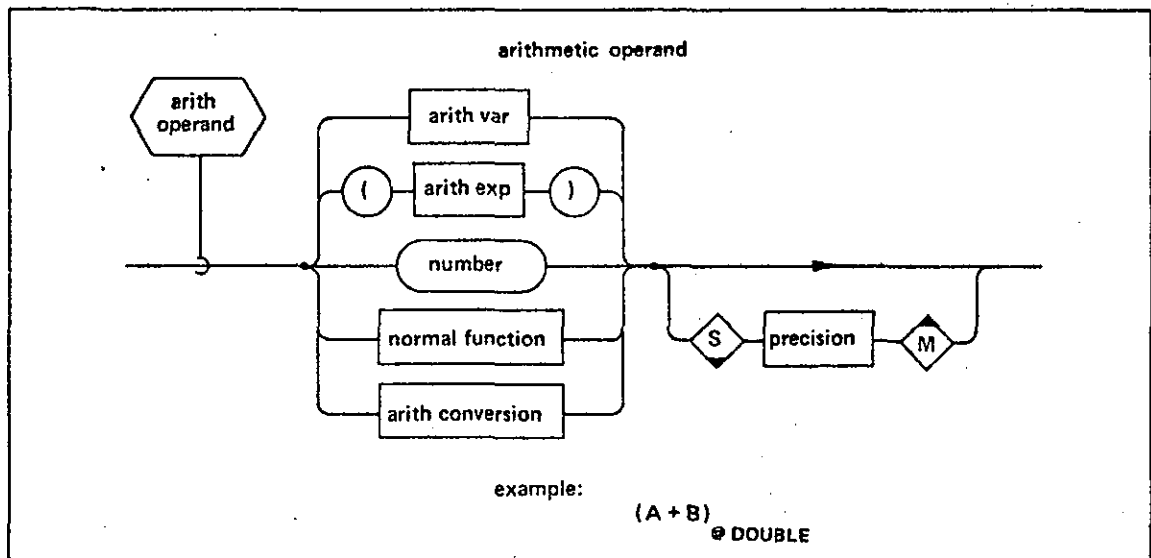 arithmetic operand
arith
operand
arith var
( arith exp )
number
normal function
S precision M
arith conversion
example:
(A + B)
@ DOUBLE